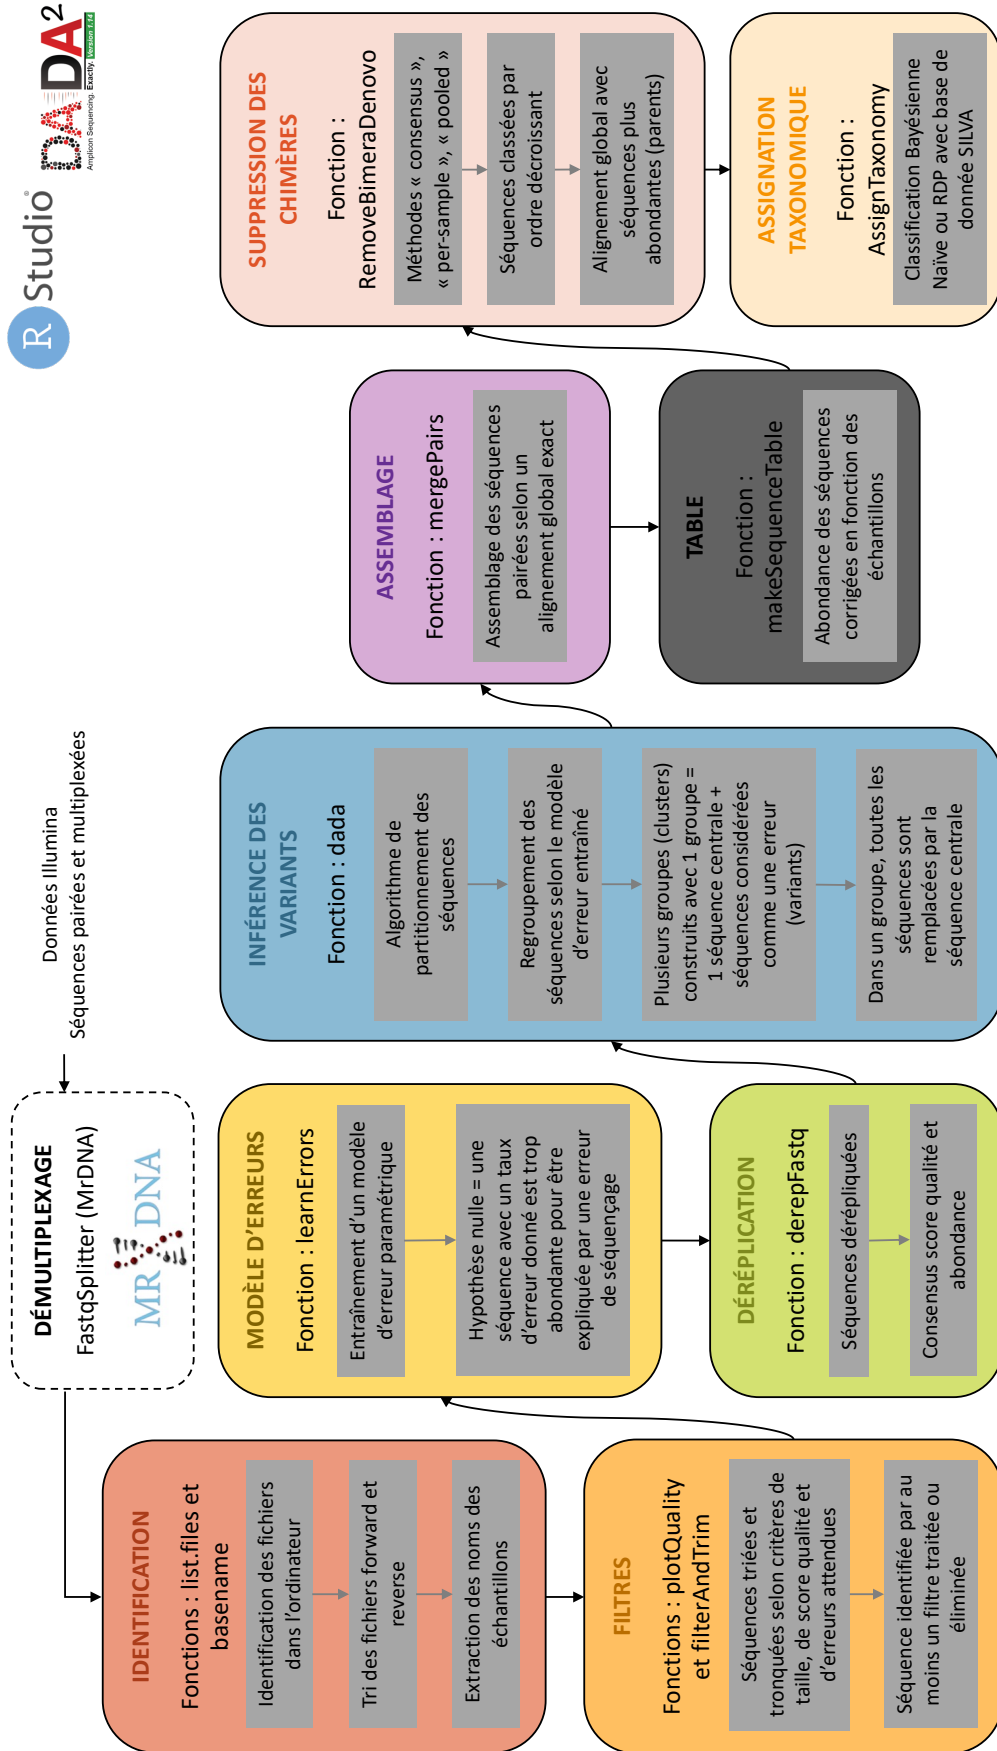 Données Illumina
Séquences pairées et multiplexées
R Studio®
DADA2
Amplicon Sequencing. Exactly. Version 1.14
DÉMULTIPLEXAGE
FastqSplitter (MrDNA)
MR DNA
IDENTIFICATION
Fonctions : list.files et
basename
Identification des fichiers
dans l'ordinateur
Tri des fichiers forward et
reverse
Extraction des noms des
échantillons
FILTRES
Fonctions : plotQuality
et filterAndTrim
Séquences triées et
tronquées selon critères de
taille, de score qualité et
d'erreurs attendues
Séquence identifiée par au
moins un filtre traitée ou
éliminée
MODÈLE D'ERREURS
Fonction : learnErrors
Entraînement d'un modèle
d'erreur paramétrique
Hypothèse nulle = une
séquence avec un taux
d'erreur donné est trop
abondante pour être
expliquée par une erreur
de séquençage
DÉRÉPLICATION
Fonction : derepFastq
Séquences dérépliquées
Consensus score qualité et
abondance
INFÉRENCE DES
VARIANTS
Fonction : dada
Algorithme de
partitionnement des
séquences
Regroupement des
séquences selon le modèle
d'erreur entraîné
Plusieurs groupes (clusters)
construits avec 1 groupe =
1 séquence centrale +
séquences considérées
comme une erreur
(variants)
Dans un groupe, toutes les
séquences sont
remplacées par la
séquence centrale
ASSEMBLAGE
Fonction : mergePairs
Assemblage des séquences
pairées selon un
alignement global exact
TABLE
Fonction :
makeSequenceTable
Abondance des séquences
corrigées en fonction des
échantillons
SUPPRESSION DES
CHIMÈRES
Fonction :
RemoveBimeraDenovo
Méthodes « consensus »,
« per-sample », « pooled »
Séquences classées par
ordre décroissant
Alignement global avec
séquences plus
abondantes (parents)
ASSIGNATION
TAXONOMIQUE
Fonction :
AssignTaxonomy
Classification Bayésienne
Naïve ou RDP avec base de
donnée SILVA